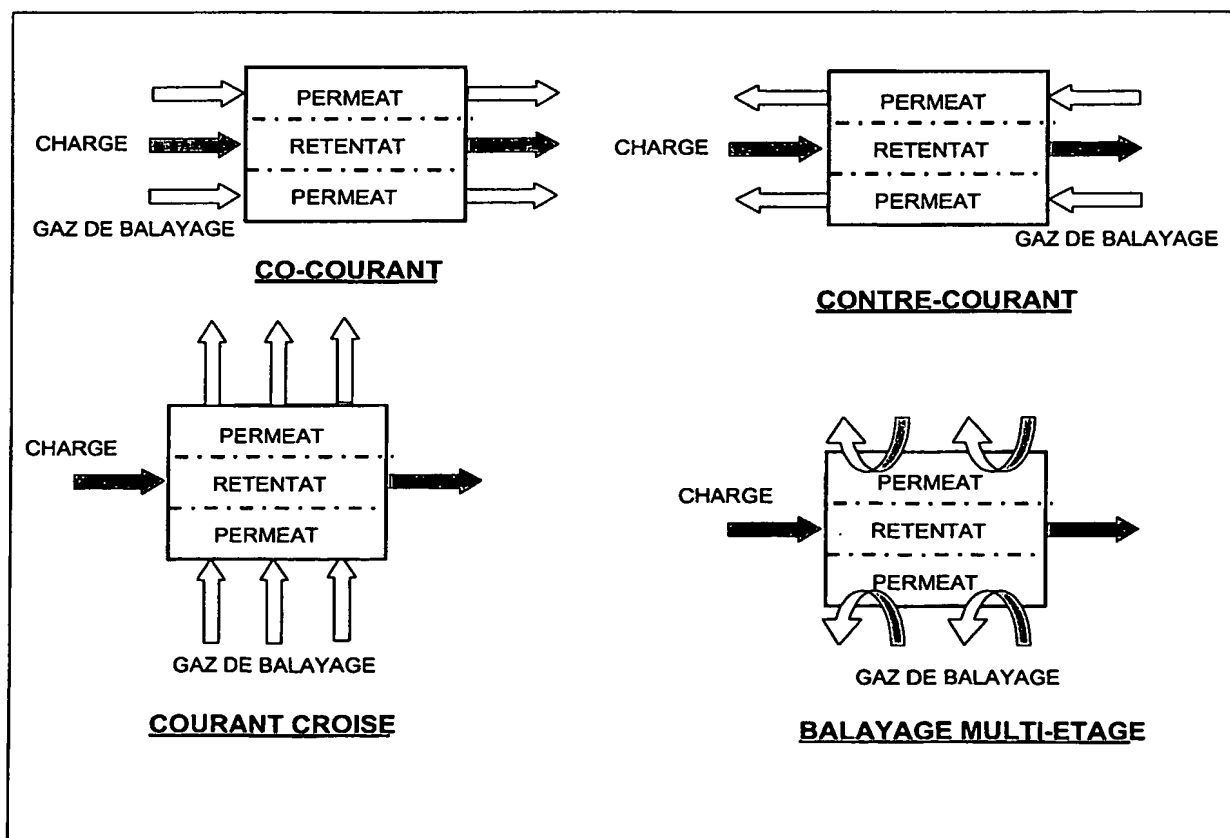 PERMEAT
CHARGE
RETENTAT
PERMEAT
GAZ DE BALAYAGE
CO-COURANT
PERMEAT
CHARGE
RETENTAT
PERMEAT
GAZ DE BALAYAGE
CONTRE-COURANT
PERMEAT
CHARGE
RETENTAT
PERMEAT
GAZ DE BALAYAGE
COURANT CROISE
PERMEAT
CHARGE
RETENTAT
PERMEAT
GAZ DE BALAYAGE
BALAYAGE MULTI-ETAGE